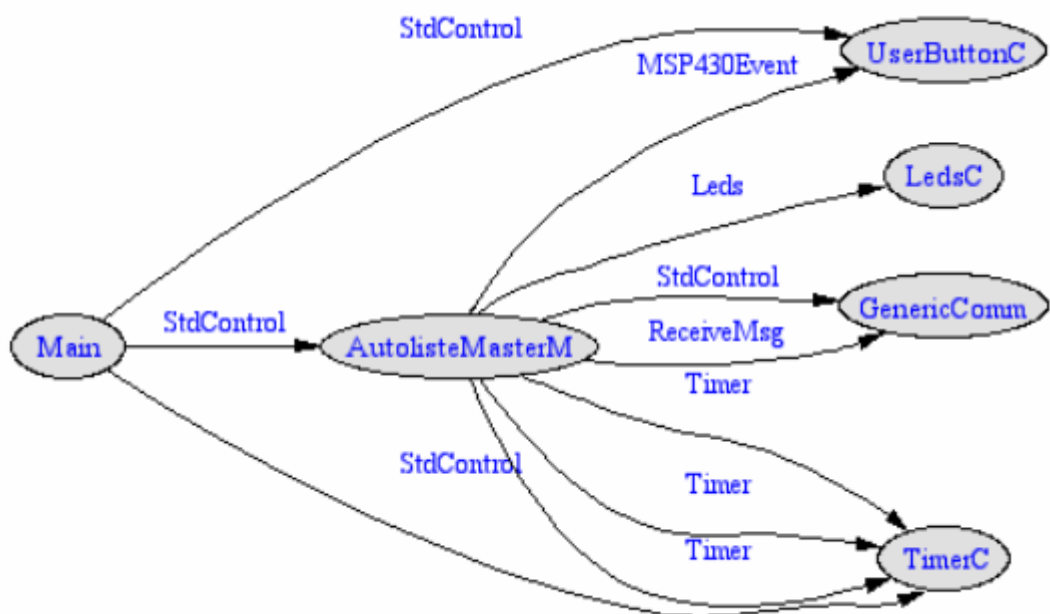 StdControl
UserButtonC
MSP430Event
LedsC
Leds
StdControl
GenericComm
StdControl
Main
AutolisteMasterM
ReceiveMsg
Timer
StdControl
Timer
Timer
TimerC